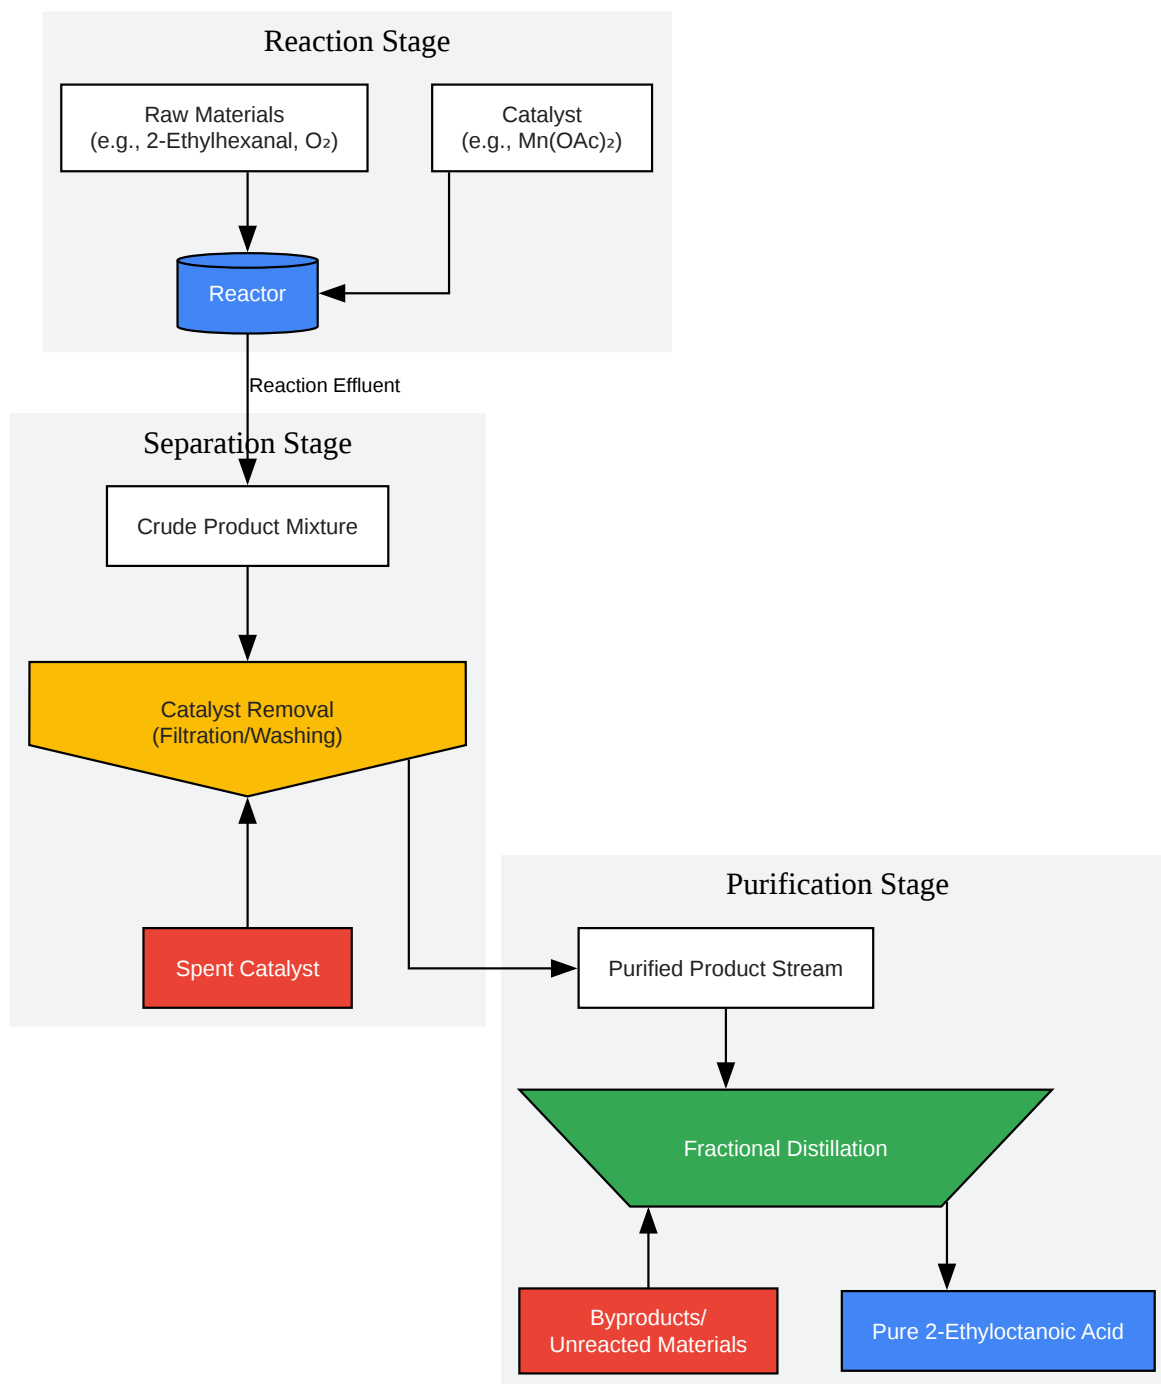 Reaction Stage
Raw Materials
(e.g., 2-Ethylhexanal, O₂)
Catalyst
(e.g., Mn(OAc)₂)
Reactor
Reaction Effluent
Separation Stage
Crude Product Mixture
Catalyst Removal
(Filtration/Washing)
Spent Catalyst
Purification Stage
Purified Product Stream
Fractional Distillation
Byproducts/
Unreacted Materials
Pure 2-Ethyloctanoic Acid